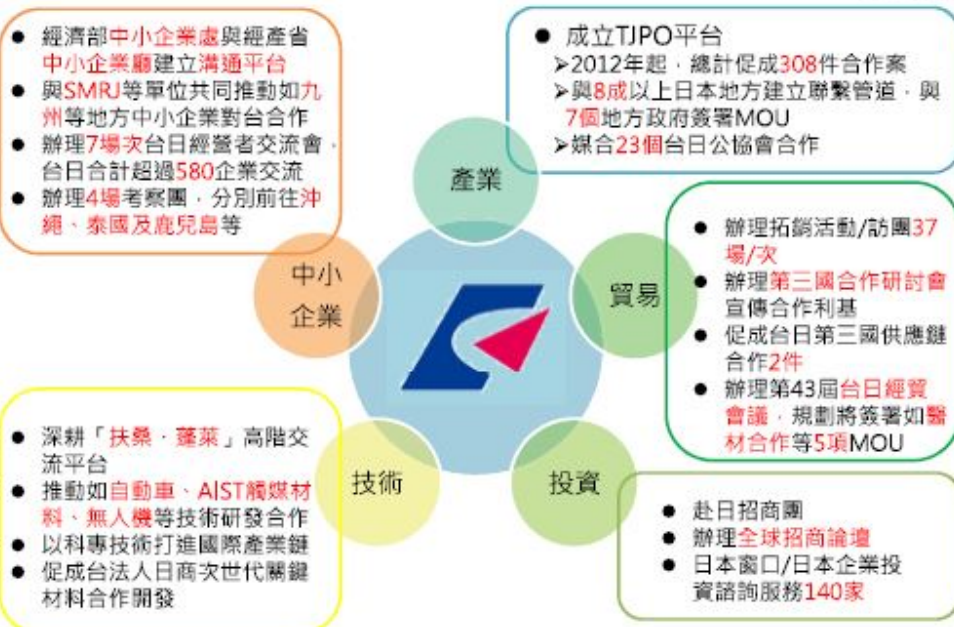 ● 經濟部中小企業處與經產省
中小企業廳建立溝通平台
● 與SMRJ等單位共同推動如九
州等地方中小企業對台合作
● 辦理7場次台日經營者交流會，
台日合計超過580企業交流
● 辦理4場考察團，分別前往沖
繩、泰國及鹿兒島等
● 成立TJPO平台
➢2012年起，總計促成308件合作案
➢與8成以上日本地方建立聯繫管道，與
7個地方政府簽署MOU
➢媒合23個台日公協會合作
產業
中小
企業
貿易
● 辦理拓銷活動/訪團37
場/次
● 辦理第三國合作研討會
宣傳合作利基
● 促成台日第三國供應鏈
合作2件
● 辦理第43屆台日經貿
會議，規劃將簽署如醫
材合作等5項MOU
● 深耕「扶桑．蓬萊」高階交
流平台
● 推動如自動車、AIST觸媒材
料、無人機等技術研發合作
● 以科專技術打進國際產業鏈
● 促成台法人日商次世代關鍵
材料合作開發
技術
投資
● 赴日招商團
● 辦理全球招商論壇
● 日本窗口/日本企業投
資諮詢服務140家